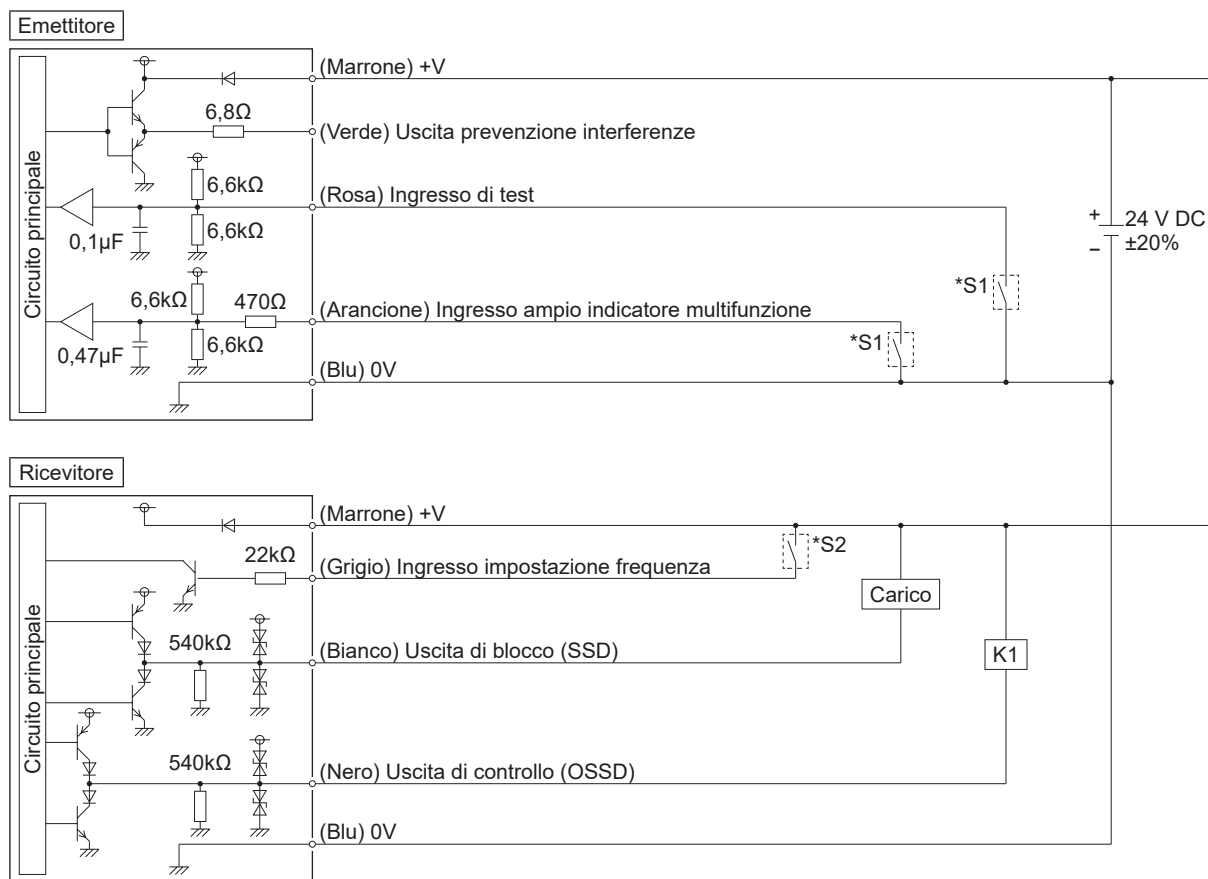 Emettitore
Circuito principale
(Marrone) +V
6,8Ω
(Verde) Uscita prevenzione interferenze
6,6kΩ
(Rosa) Ingresso di test
0,1µF
6,6kΩ
6,6kΩ
470Ω
(Arancione) Ingresso ampio indicatore multifunzione
0,47µF
6,6kΩ
(Blu) 0V
*S1
*S1
+
−
24 V DC
±20%
Ricevitore
Circuito principale
(Marrone) +V
22kΩ
(Grigio) Ingresso impostazione frequenza
*S2
Carico
540kΩ
(Bianco) Uscita di blocco (SSD)
K1
540kΩ
(Nero) Uscita di controllo (OSSD)
(Blu) 0V